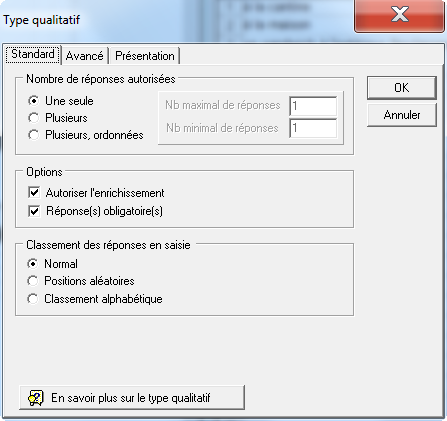 Type qualitatif
Standard Avancé Présentation
Nombre de réponses autorisées
Une seule
Plusieurs
Plusieurs, ordonnées
Nb maximal de réponses 1
Nb minimal de réponses 1
OK
Annuler
Options
Autoriser l'enrichissement
Réponse(s) obligatoire(s)
Classement des réponses en saisie
Normal
Positions aléatoires
Classement alphabétique
En savoir plus sur le type qualitatif